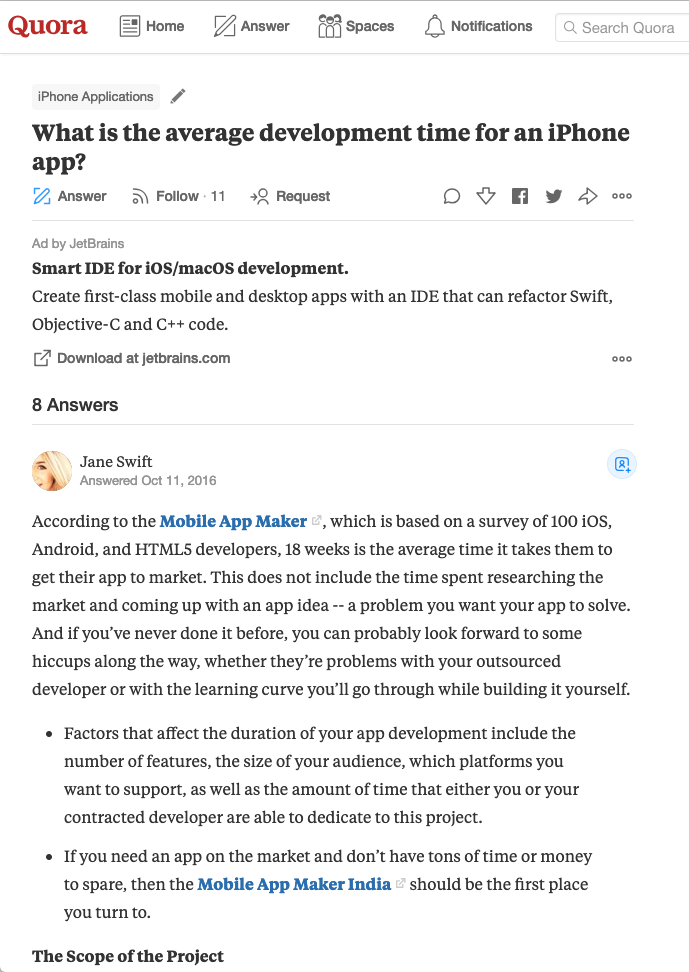 Quora Home Answer Spaces Notifications Search Quora
iPhone Applications
What is the average development time for an iPhone
app?
Answer Follow · 11 Request
Ad by JetBrains
Smart IDE for iOS/macOS development.
Create first-class mobile and desktop apps with an IDE that can refactor Swift,
Objective-C and C++ code.
Download at jetbrains.com
8 Answers
Jane Swift
Answered Oct 11, 2016
According to the Mobile App Maker, which is based on a survey of 100 iOS,
Android, and HTML5 developers, 18 weeks is the average time it takes them to
get their app to market. This does not include the time spent researching the
market and coming up with an app idea -- a problem you want your app to solve.
And if you’ve never done it before, you can probably look forward to some
hiccups along the way, whether they’re problems with your outsourced
developer or with the learning curve you’ll go through while building it yourself.
• Factors that affect the duration of your app development include the
number of features, the size of your audience, which platforms you
want to support, as well as the amount of time that either you or your
contracted developer are able to dedicate to this project.
• If you need an app on the market and don’t have tons of time or money
to spare, then the Mobile App Maker India should be the first place
you turn to.
The Scope of the Project